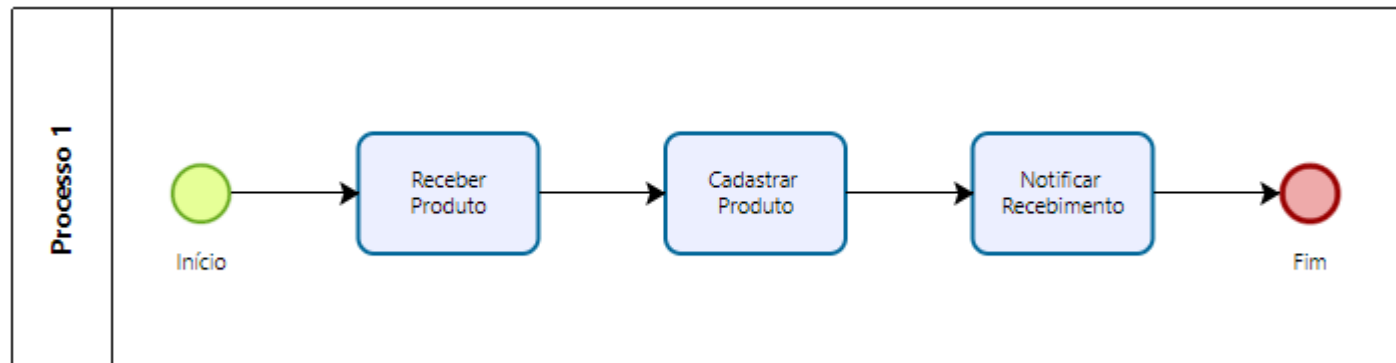 Processo 1
Início
Receber
Produto
Cadastrar
Produto
Notificar
Recebimento
Fim